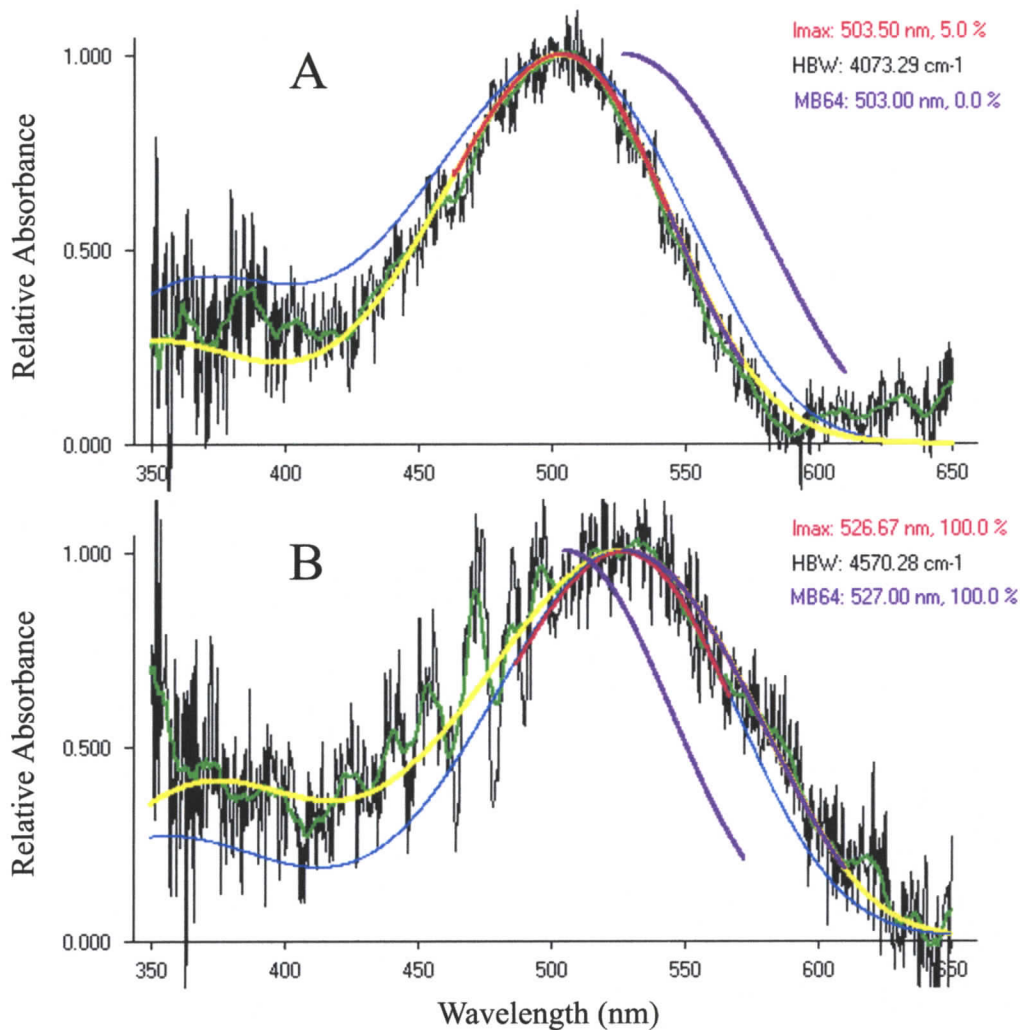 A
Imax: 503.50 nm, 5.0 %
HBW: 4073.29 cm-1
MB64: 503.00 nm, 0.0 %
1.000
0.500
0.000
Relative Absorbance
350 400 450 500 550 600 650
B
Imax: 526.67 nm, 100.0 %
HBW: 4570.28 cm-1
MB64: 527.00 nm, 100.0 %
1.000
0.500
0.000
Relative Absorbance
350 400 450 500 550 600 650
Wavelength (nm)